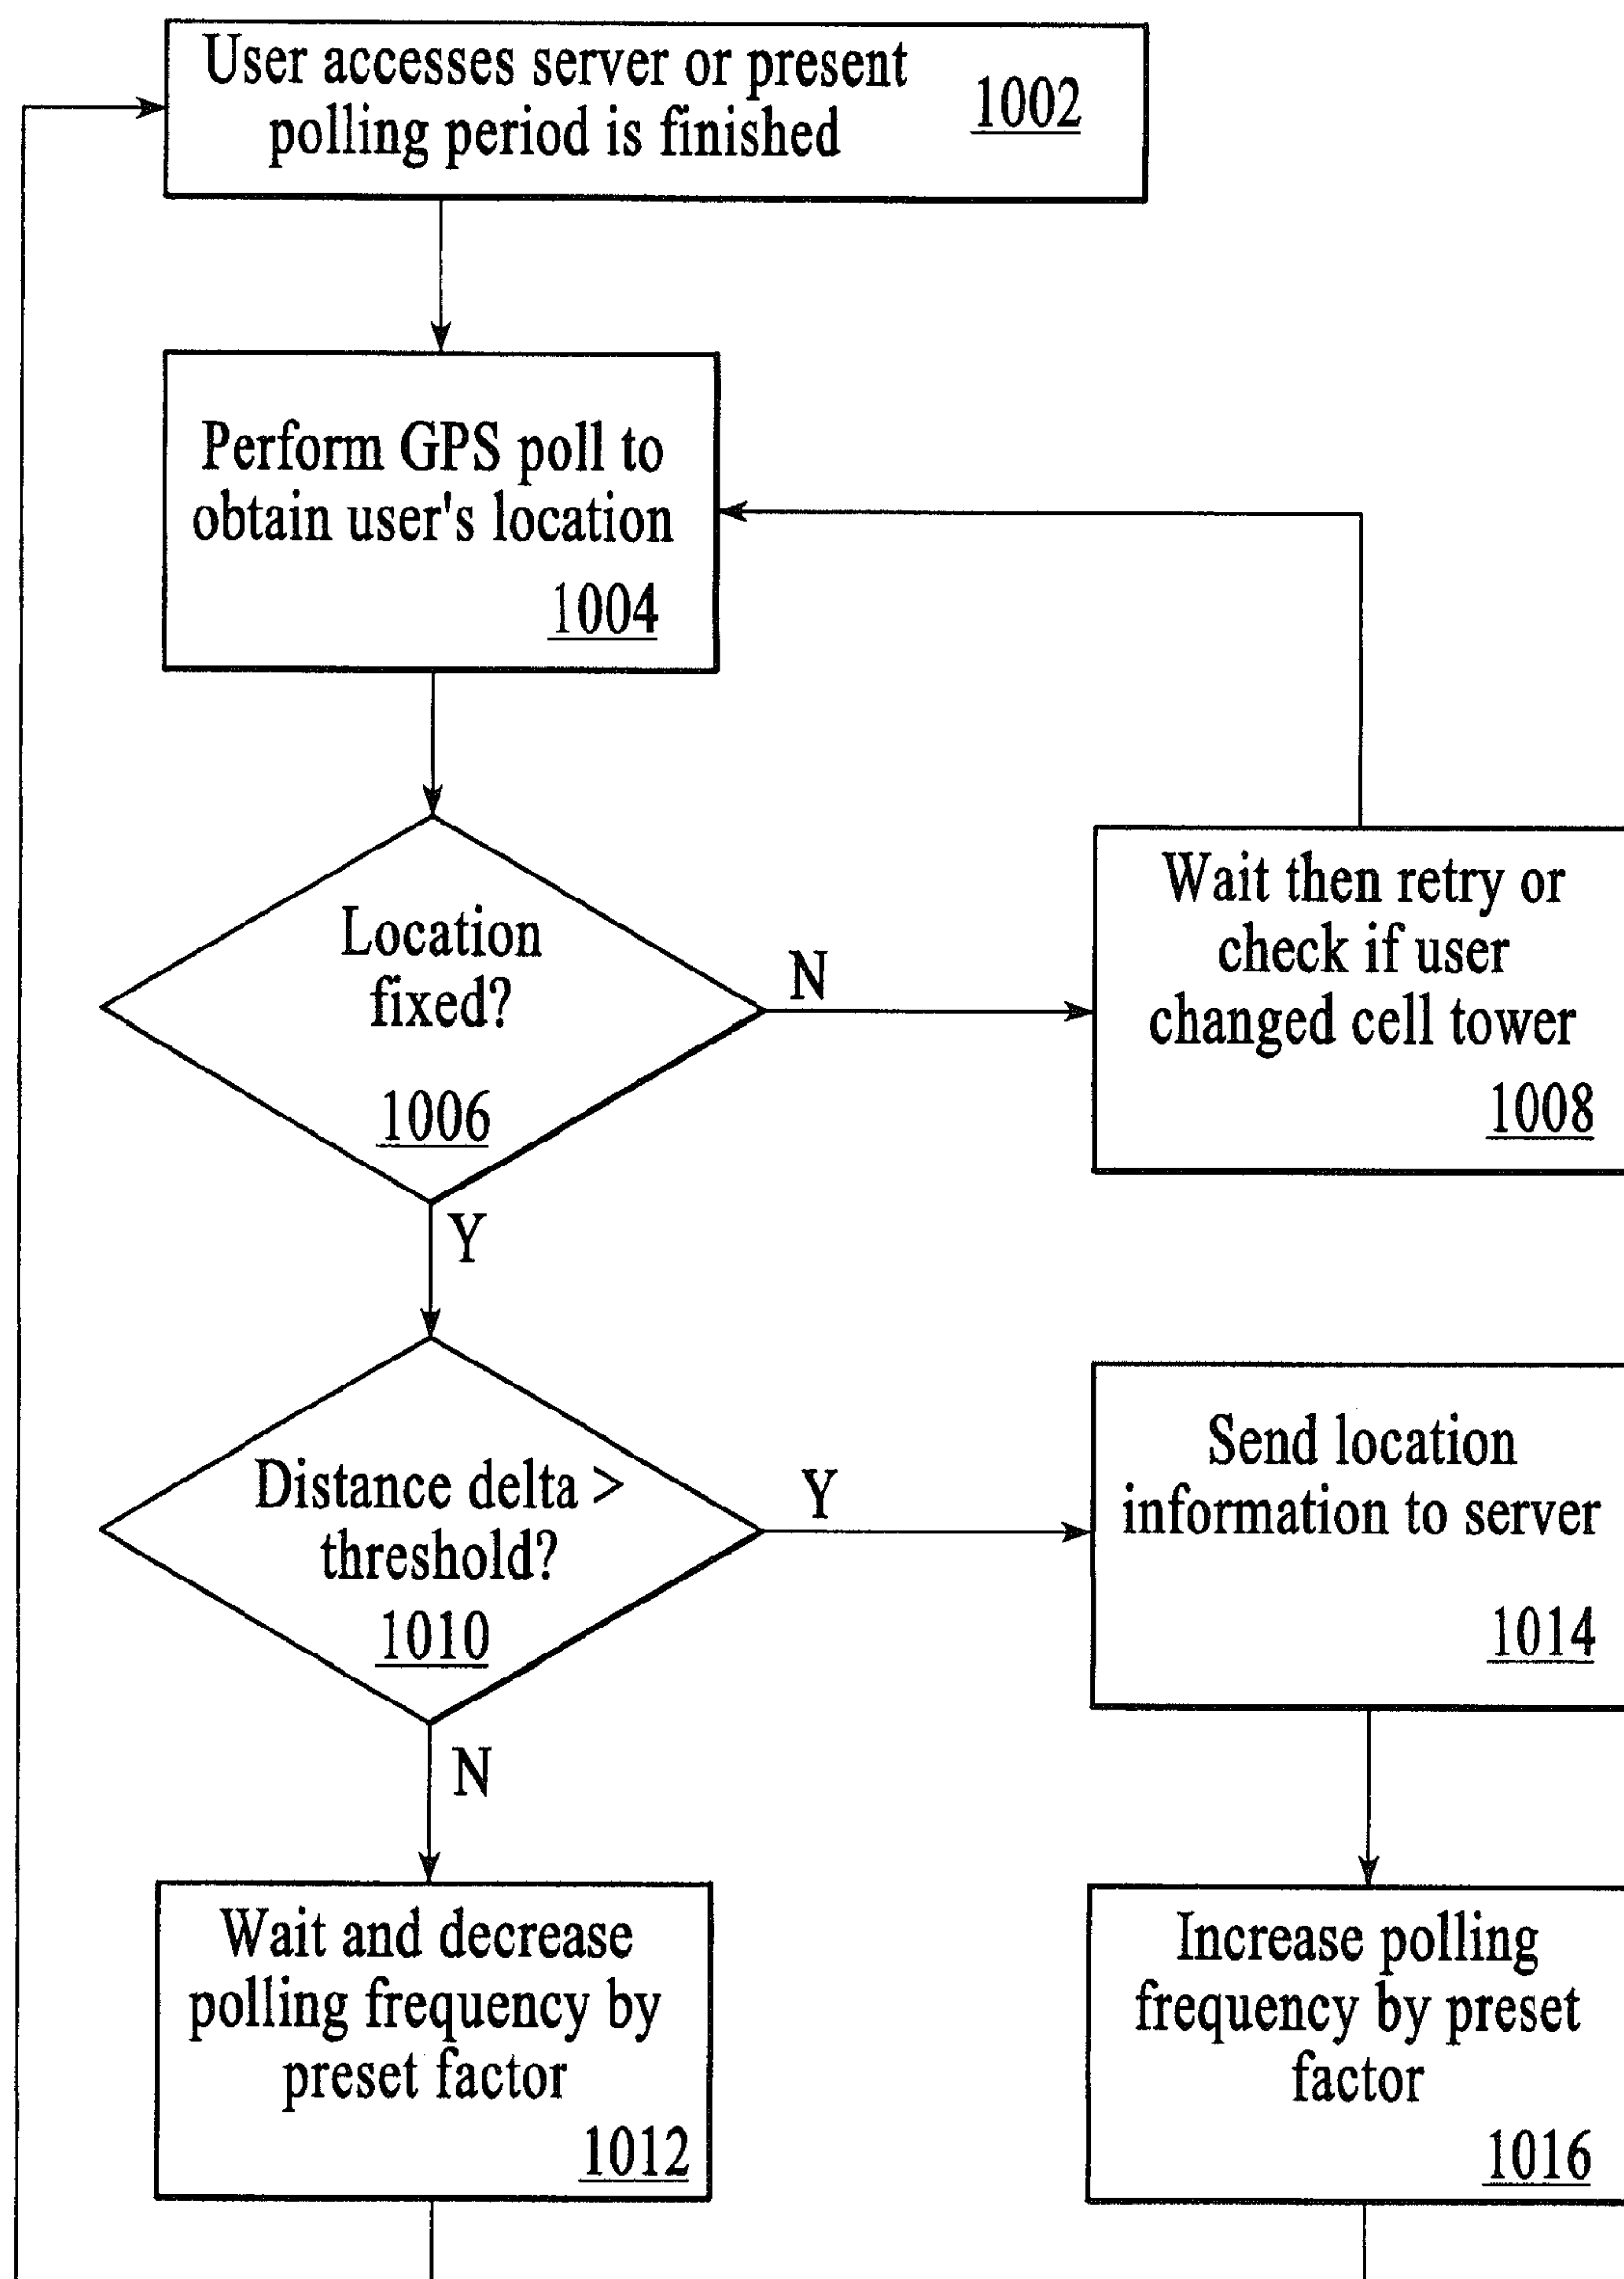 User accesses server or present
polling period is finished
1002
Perform GPS poll to
obtain user's location
1004
Location
fixed?
1006
N
Wait then retry or
check if user
changed cell tower
1008
Y
Distance delta >
threshold?
1010
Y
Send location
information to server
1014
N
Wait and decrease
polling frequency by
preset factor
1012
Increase polling
frequency by preset
factor
1016